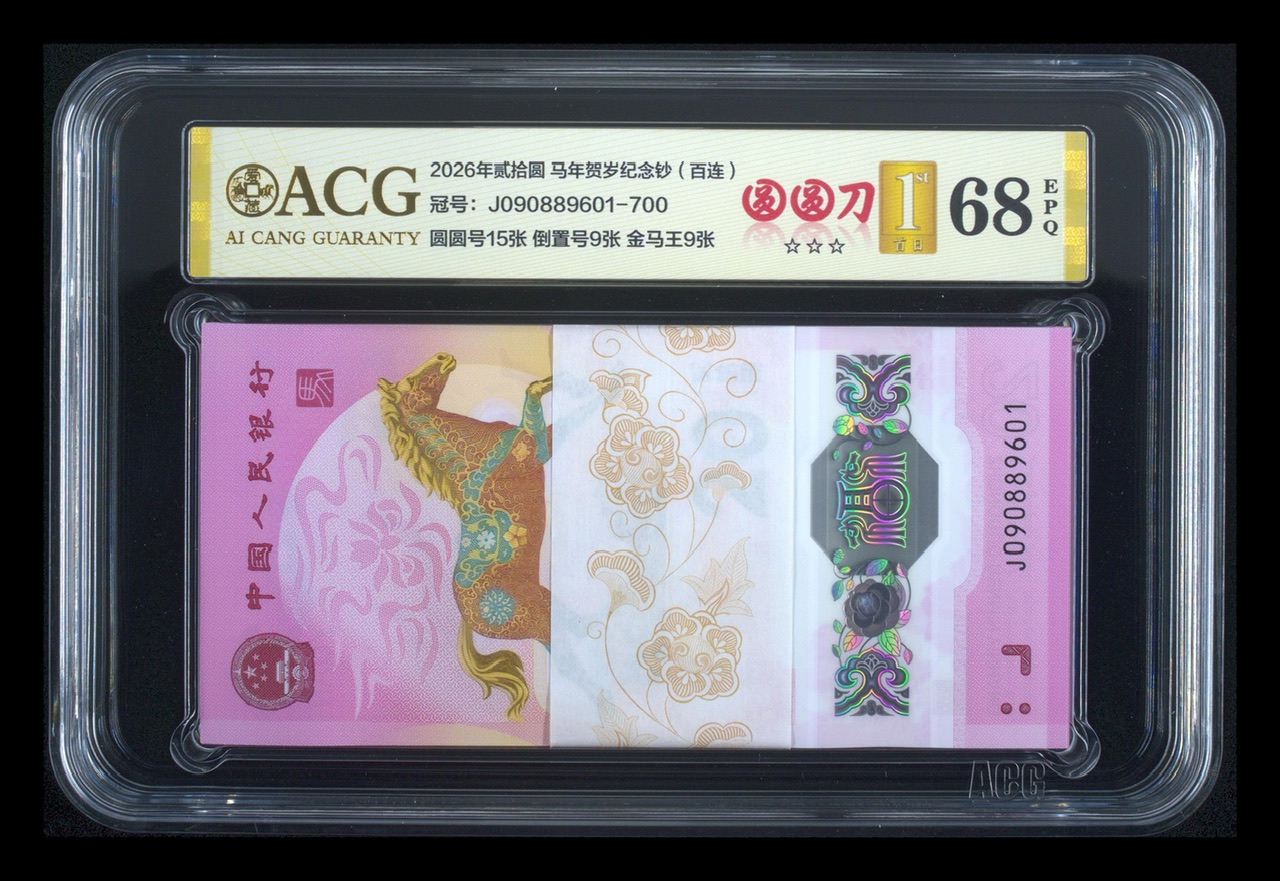 ACG
AI CANG GUARANTY
2026年贰拾圆 马年贺岁纪念钞（百连）
冠号：J090889601-700
圆圆号15张 倒置号9张 金马王9张
圆圆刀
☆☆☆
1st
首日
68
EPQ
中国人民银行
J090889601
ACG